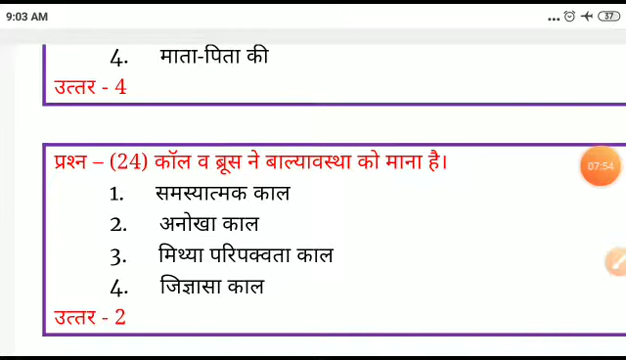 9:03 AM
... 37
4. माता-पिता की
उत्तर - 4
प्रश्न – (24) कॉल व ब्रूस ने बाल्यावस्था को माना है।
07:54
1. समस्यात्मक काल
2. अनोखा काल
3. मिथ्या परिपक्वता काल
4. जिज्ञासा काल
उत्तर - 2